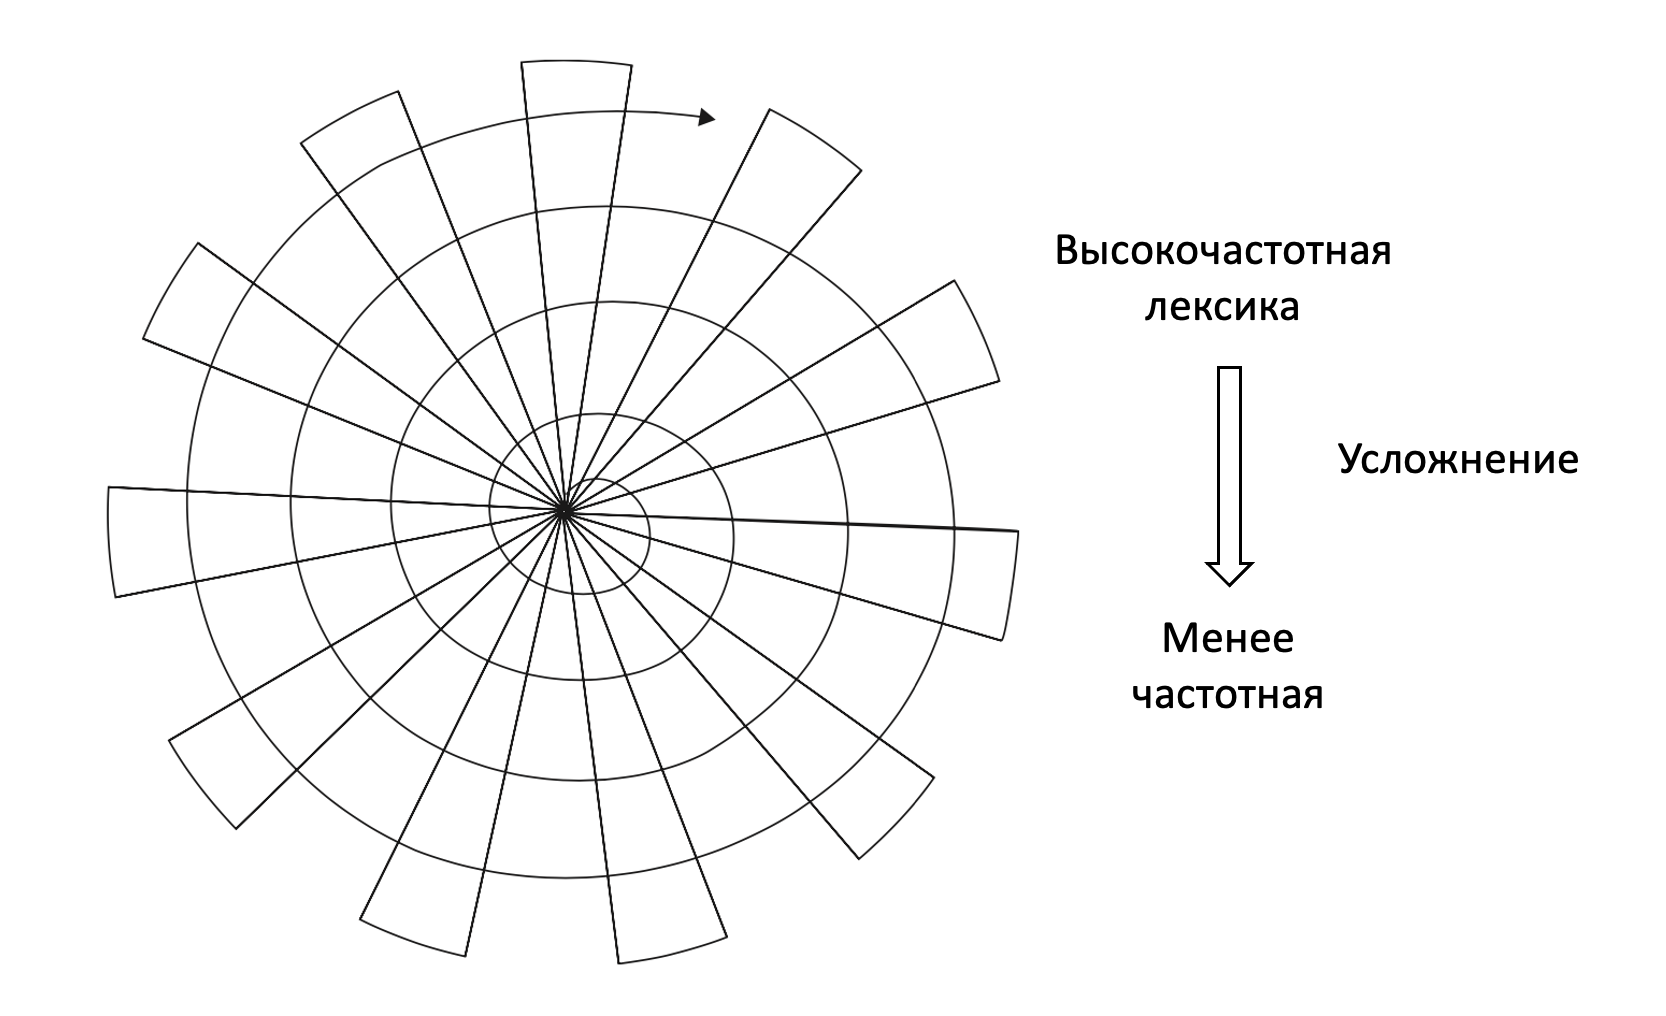 Высокочастотная
лексика
Усложнение
Менее
частотная